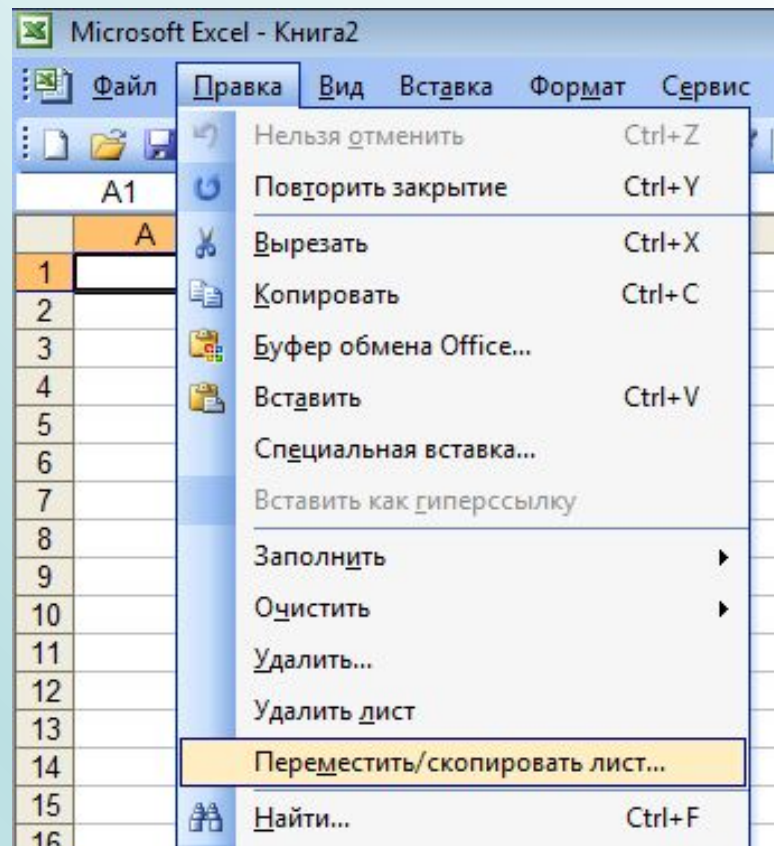 Microsoft Excel - Книга2
Файл Правка Вид Вставка Формат Сервис
Нельзя отменить Ctrl+Z
A1
Повторить закрытие Ctrl+Y
A
Вырезать Ctrl+X
1
Копировать Ctrl+C
2
3
Буфер обмена Office...
4
Вставить Ctrl+V
5
Специальная вставка...
6
7
Вставить как гиперссылку
8
Заполнить
9
10
Очистить
11
Удалить...
12
Удалить лист
13
14
Переместить/скопировать лист...
15
Найти... Ctrl+F
16